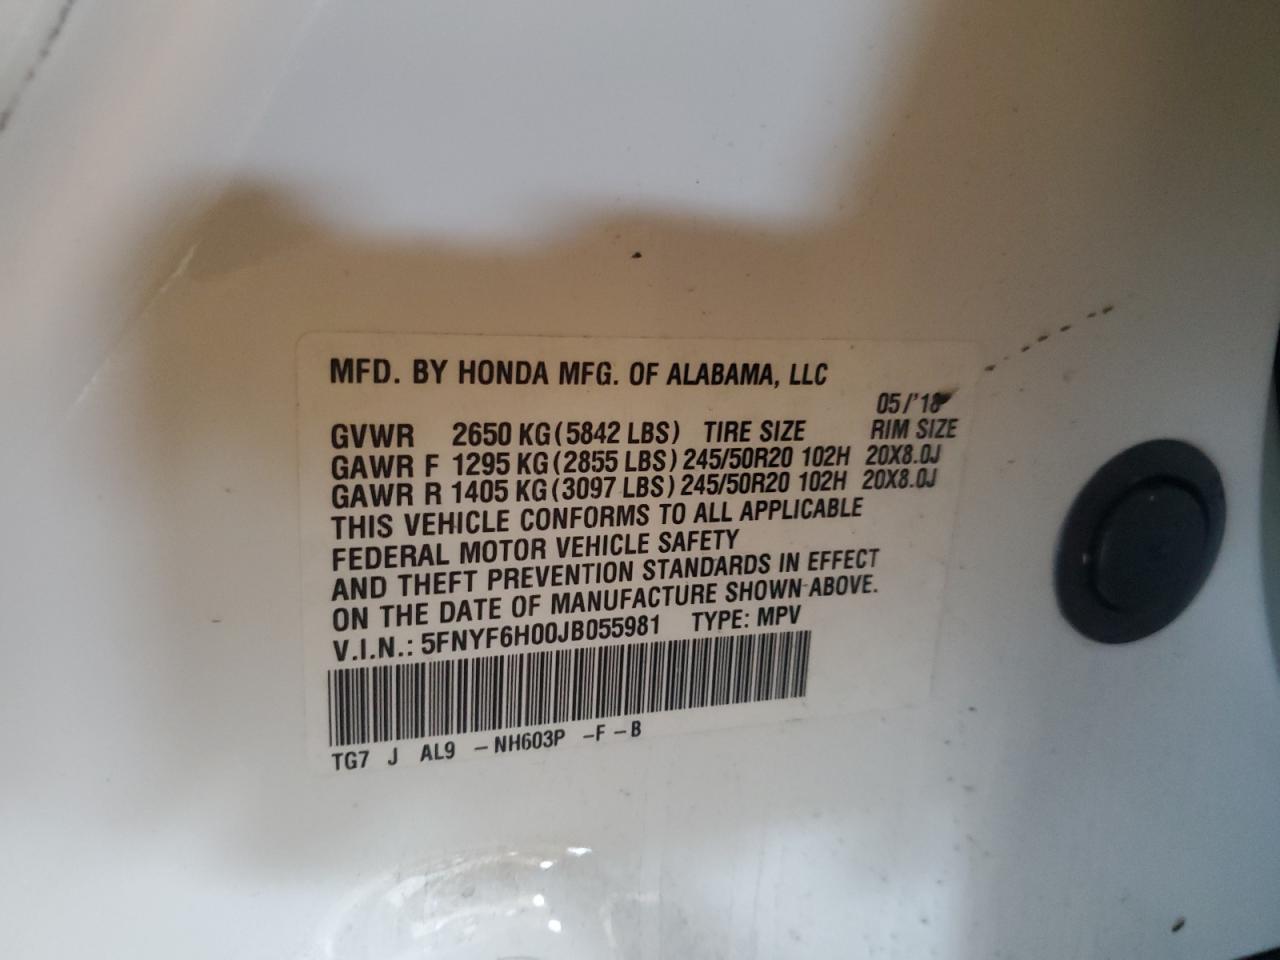 MFD. BY HONDA MFG. OF ALABAMA, LLC
05/'18
GVWR 2650 KG (5842 LBS) TIRE SIZE RIM SIZE
GAWR F 1295 KG (2855 LBS) 245/50R20 102H 20X8.0J
GAWR R 1405 KG (3097 LBS) 245/50R20 102H 20X8.0J
THIS VEHICLE CONFORMS TO ALL APPLICABLE
FEDERAL MOTOR VEHICLE SAFETY
AND THEFT PREVENTION STANDARDS IN EFFECT
ON THE DATE OF MANUFACTURE SHOWN ABOVE.
V.I.N.: 5FNYF6H00JB055981 TYPE: MPV
TG7 J AL9 –NH603P –F –B